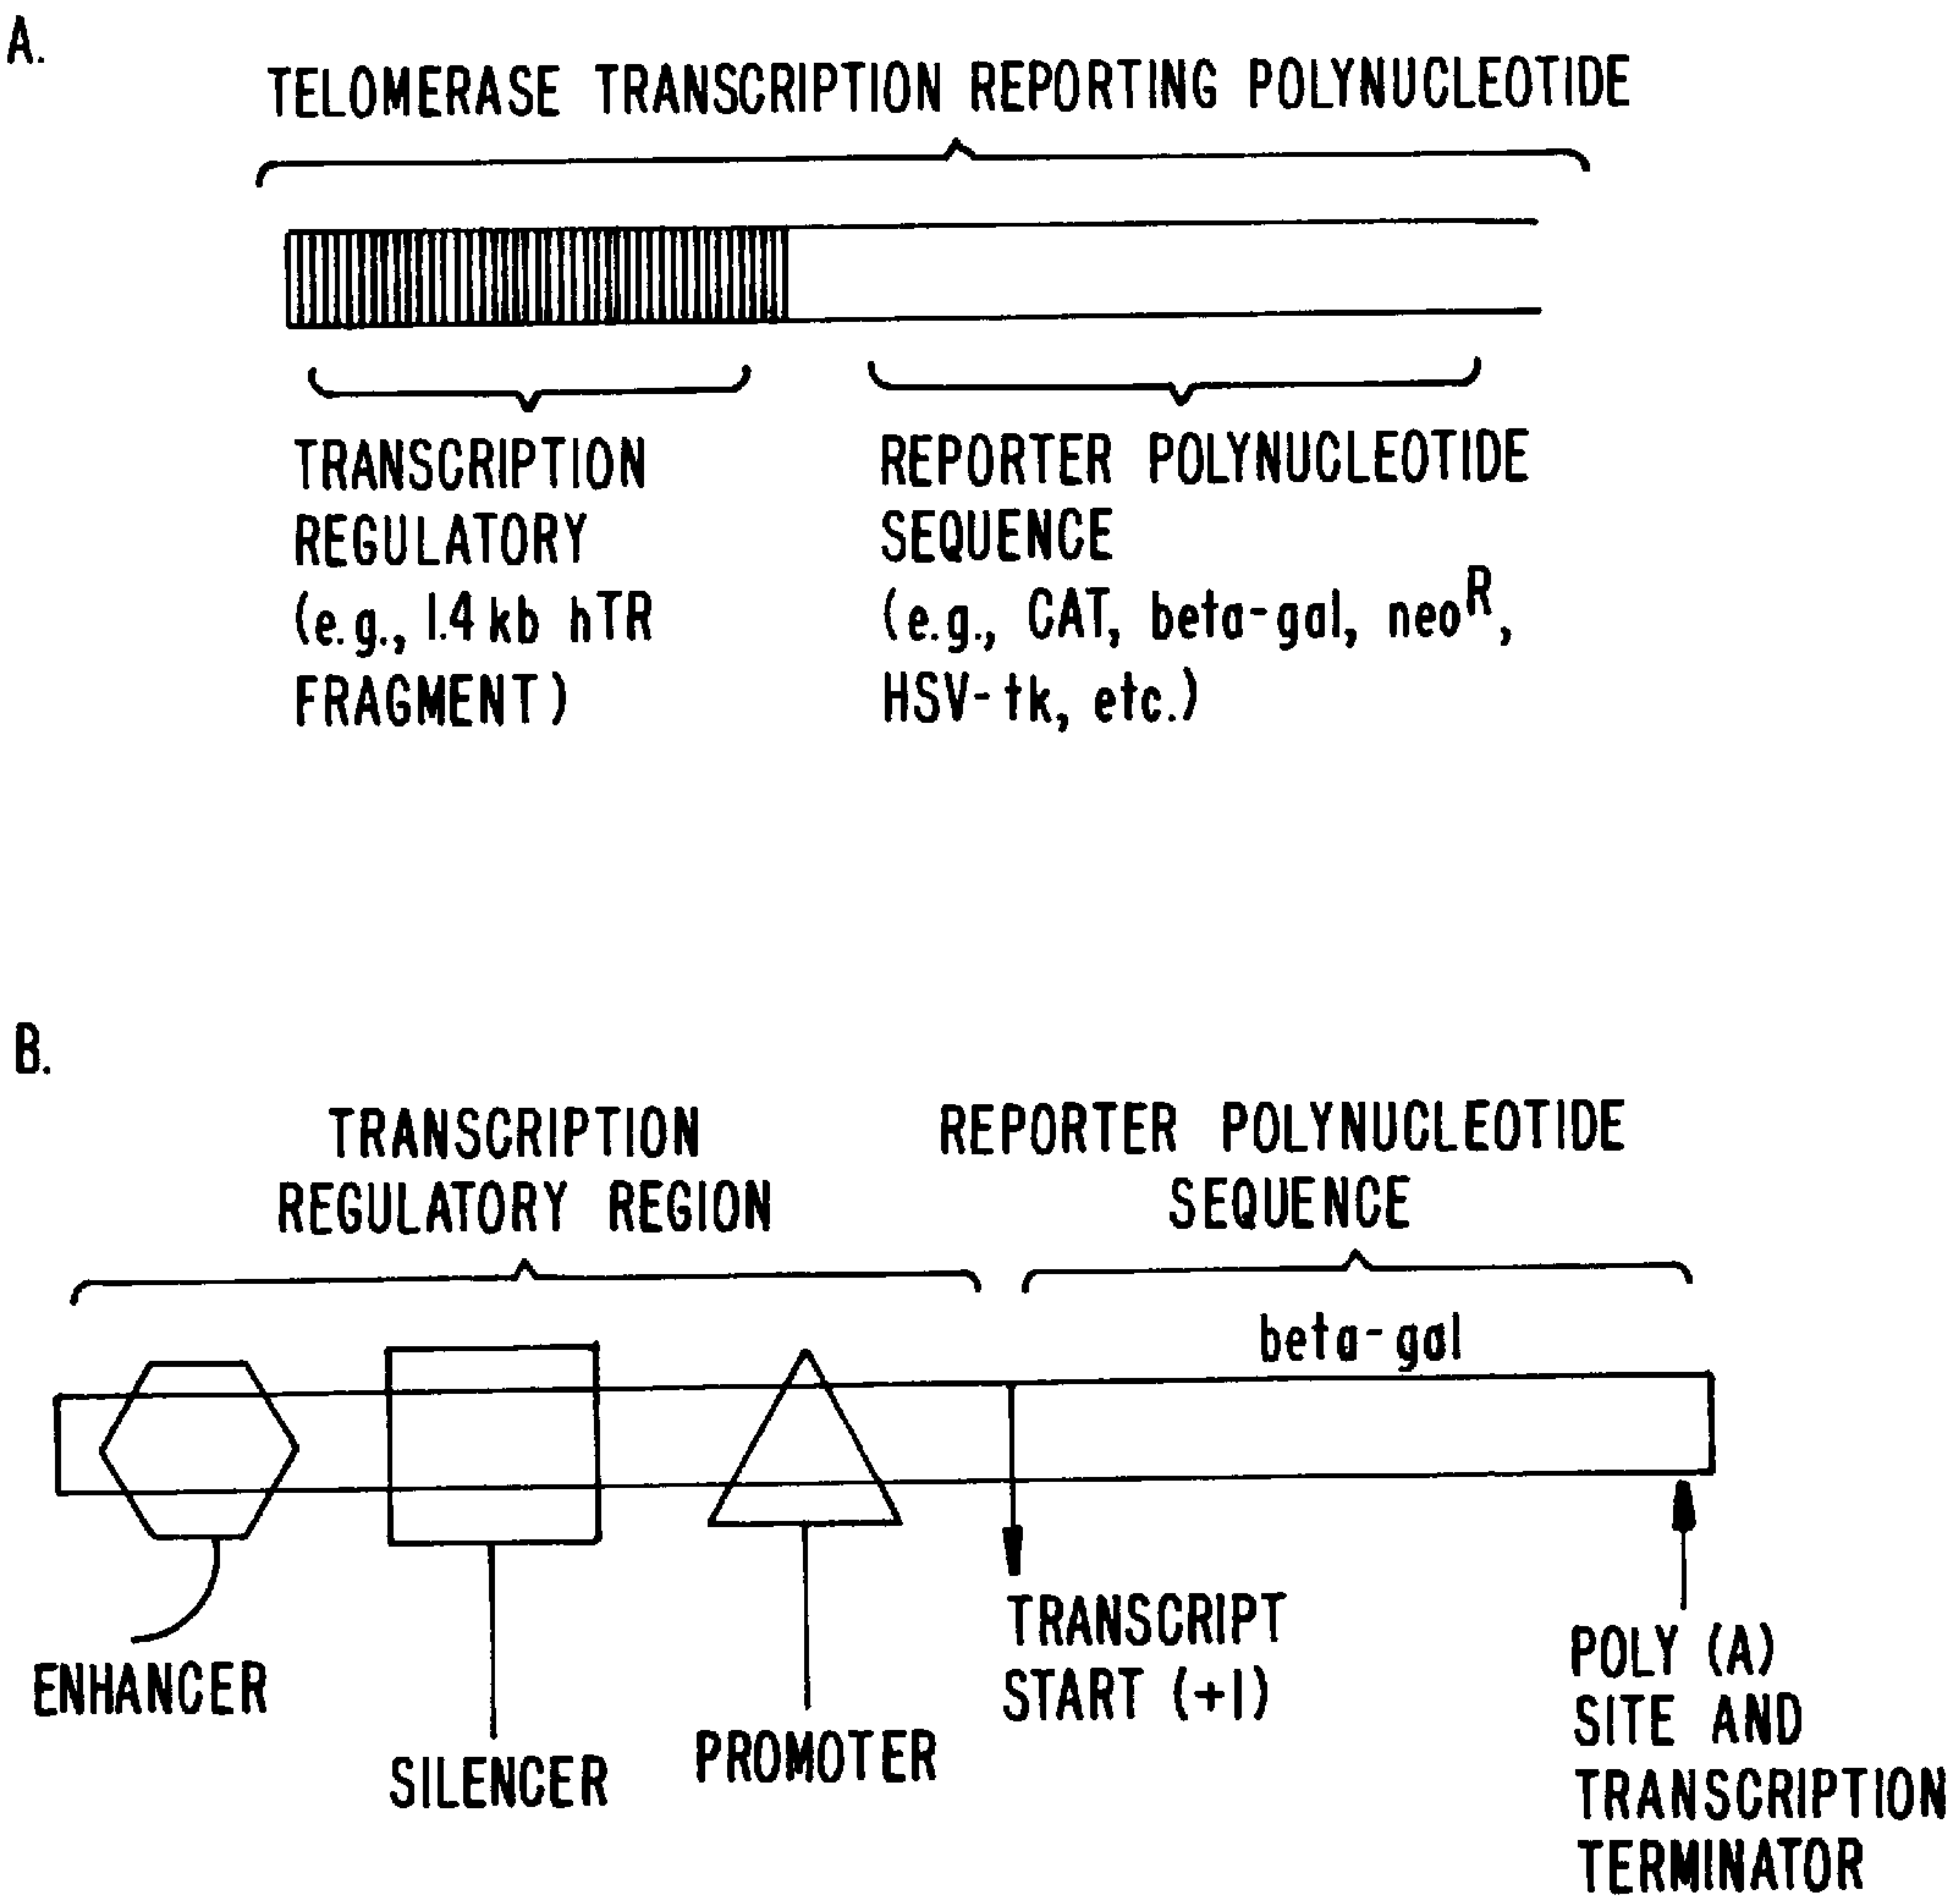 A.
TELOMERASE TRANSCRIPTION REPORTING POLYNUCLEOTIDE
TRANSCRIPTION
REGULATORY
(e.g., 1.4 kb hTR
FRAGMENT)
REPORTER POLYNUCLEOTIDE
SEQUENCE
(e.g., CAT, beta-gal, neoR,
HSV-tk, etc.)
B.
TRANSCRIPTION
REGULATORY REGION
REPORTER POLYNUCLEOTIDE
SEQUENCE
beta-gal
ENHANCER
SILENCER
PROMOTER
TRANSCRIPT
START (+1)
POLY (A)
SITE AND
TRANSCRIPTION
TERMINATOR